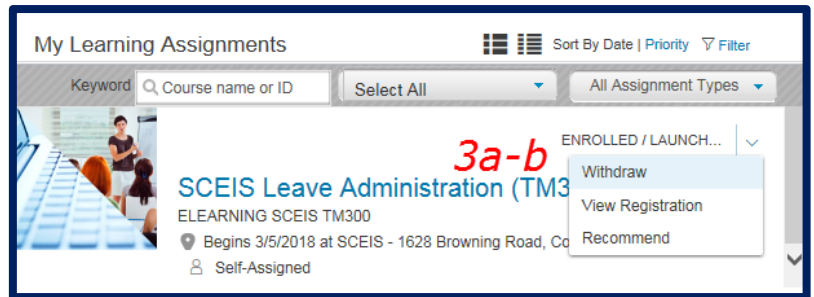 My Learning Assignments Sort By Date | Priority Filter
Keyword Course name or ID Select All All Assignment Types
3a-b ENROLLED / LAUNCH...
Withdraw
SCEIS Leave Administration (TM3
View Registration
ELEARNING SCEIS TM300
Recommend
Begins 3/5/2018 at SCEIS - 1628 Browning Road, Co
Self-Assigned